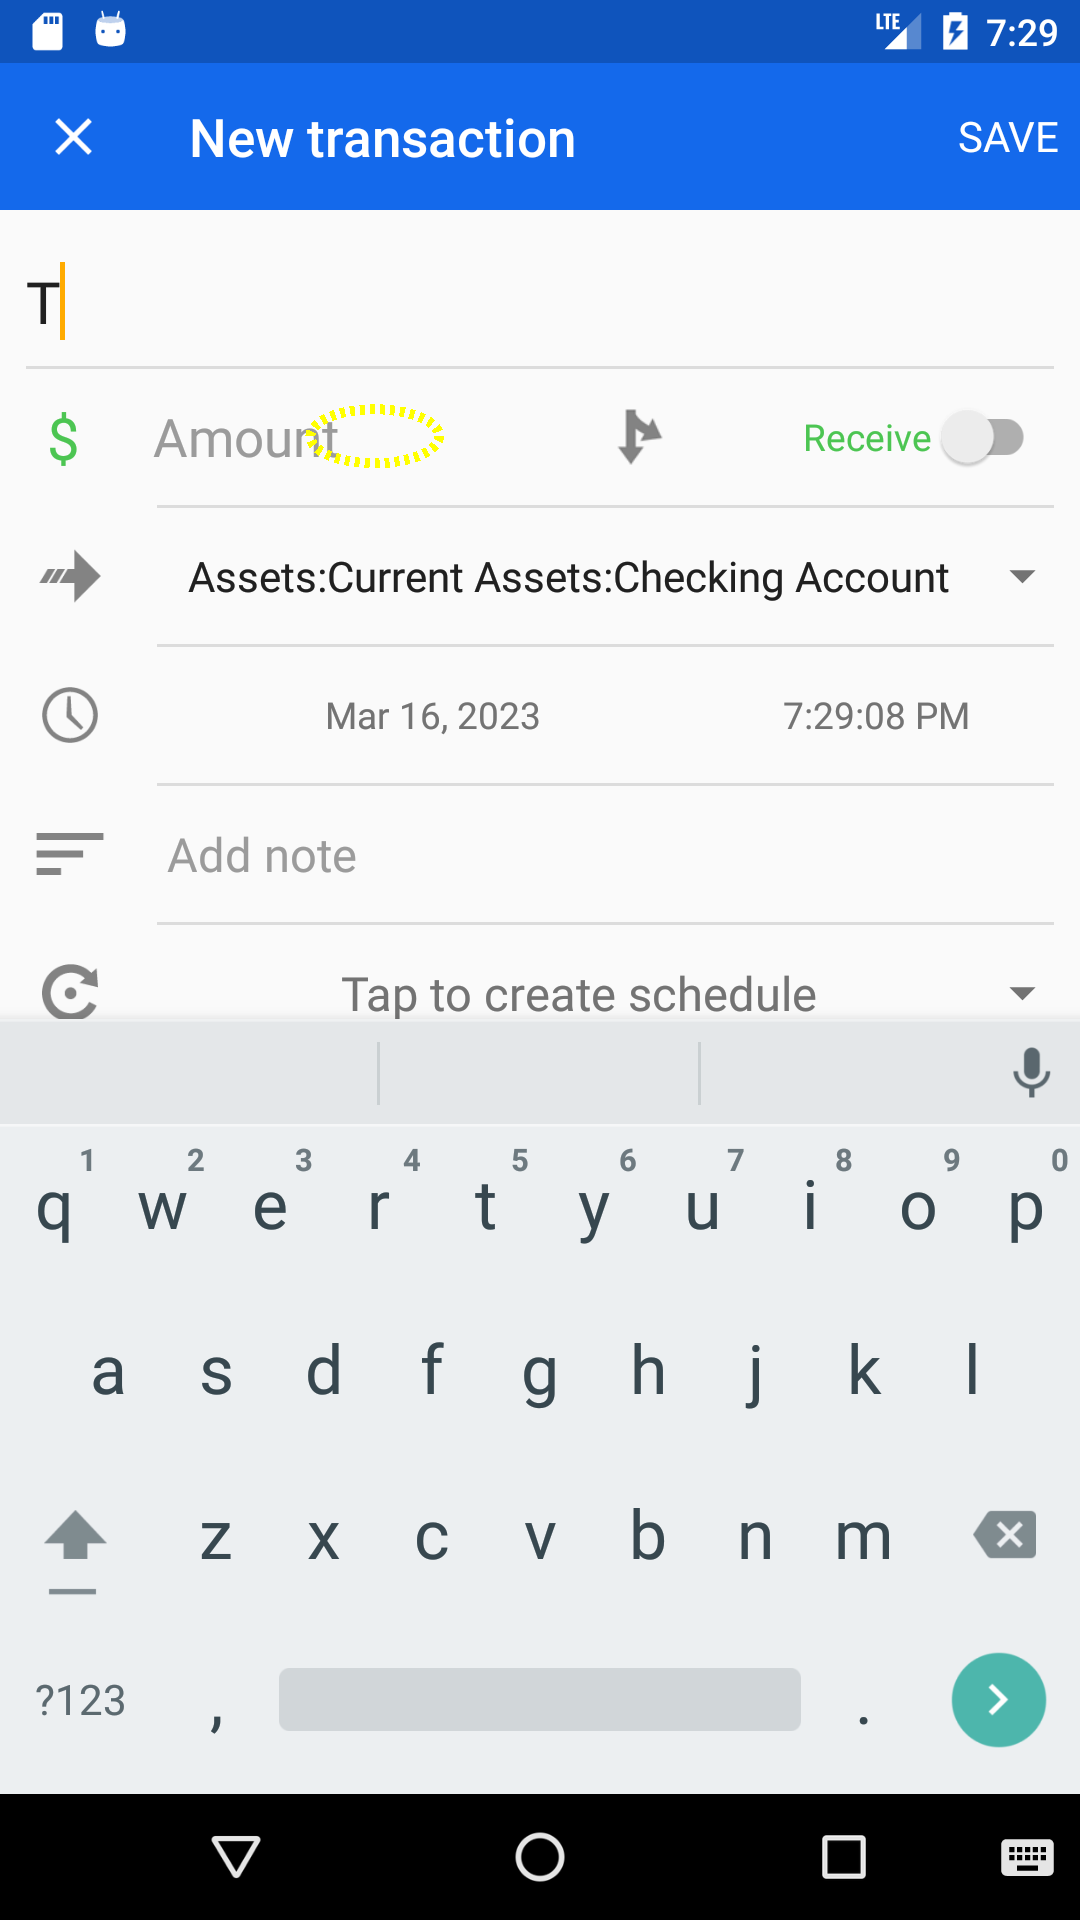 LTE 7:29
New transaction SAVE
T
$ Amount Receive
Assets:Current Assets:Checking Account
Mar 16, 2023 7:29:08 PM
Add note
Tap to create schedule
1 2 3 4 5 6 7 8 9 0
q w e r t y u i o p
a s d f g h j k l
z x c v b n m
?123 , .